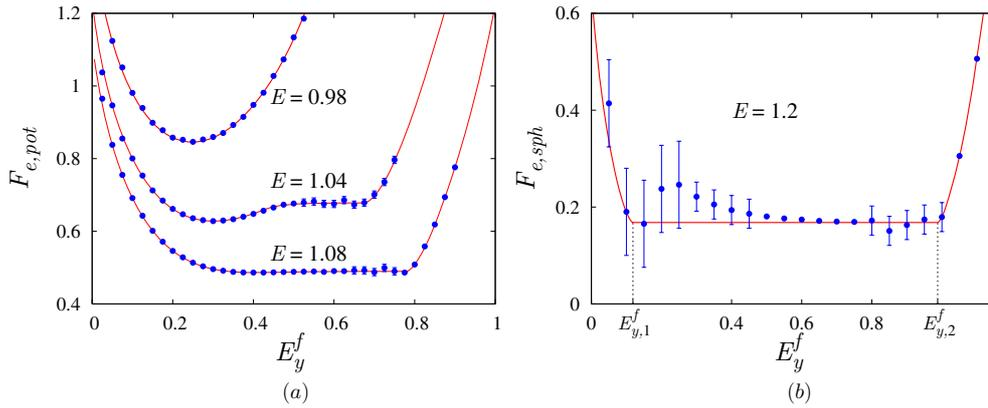 1.2
1
0.8
0.6
0.4
0 0.2 0.4 0.6 0.8 1
F_{e,pot}
E_y^f
E = 0.98
E = 1.04
E = 1.08
(a)
0.6
0.4
0.2
0
0 E_{y,1}^f 0.4 0.6 0.8 E_{y,2}^f
F_{e,sph}
E_y^f
E = 1.2
(b)